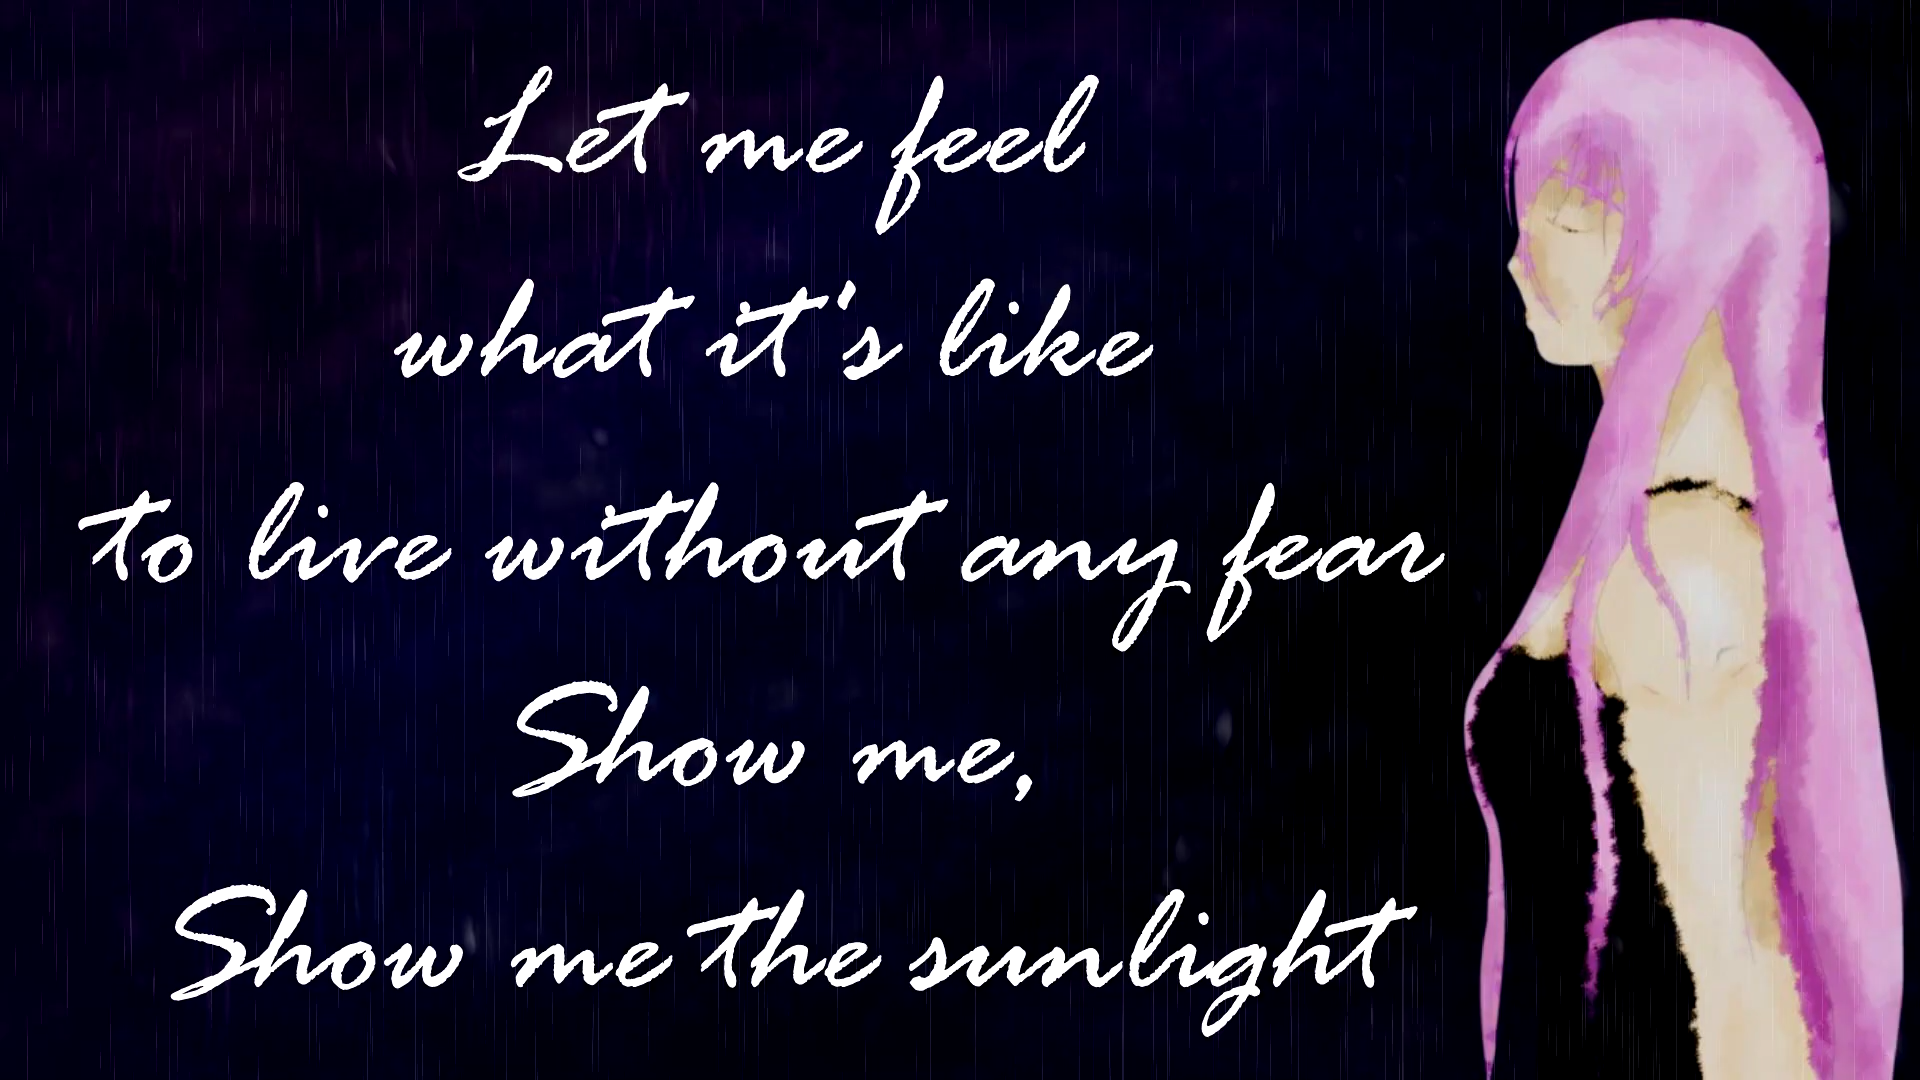 Let me feel
what it's like
to live without any fear
Show me,
Show me the sunlight